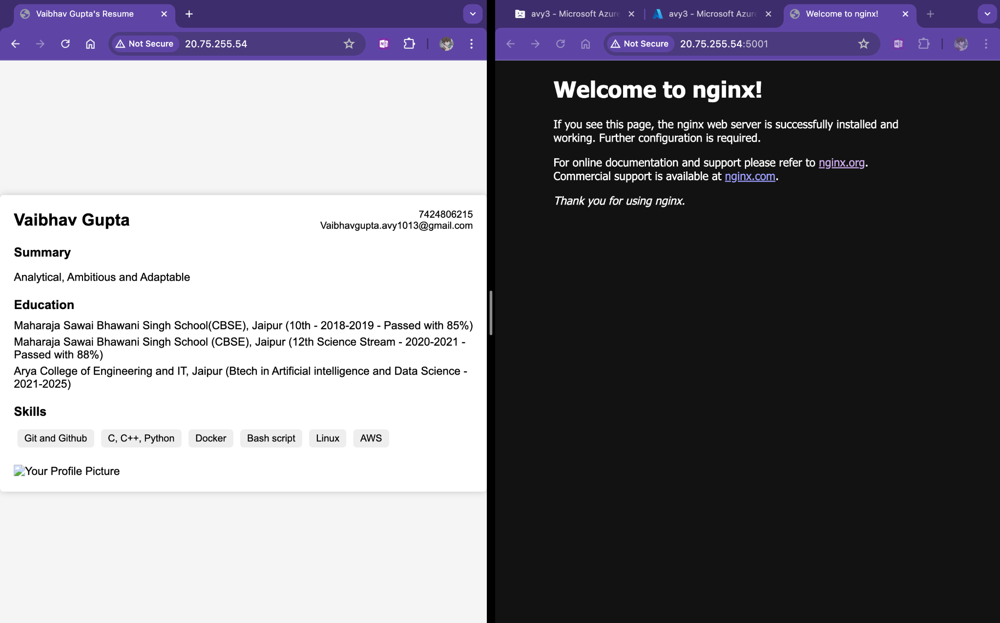 Vaibhav Gupta's Resume
Not Secure
20.75.255.54
Vaibhav Gupta
7424806215
Vaibhavgupta.avy1013@gmail.com
Summary
Analytical, Ambitious and Adaptable
Education
Maharaja Sawai Bhawani Singh School(CBSE), Jaipur (10th - 2018-2019 - Passed with 85%)
Maharaja Sawai Bhawani Singh School (CBSE), Jaipur (12th Science Stream - 2020-2021 -
Passed with 88%)
Arya College of Engineering and IT, Jaipur (Btech in Artificial intelligence and Data Science -
2021-2025)
Skills
Git and Github
C, C++, Python
Docker
Bash script
Linux
AWS
Your Profile Picture
avy3 - Microsoft Azure
avy3 - Microsoft Azure
Welcome to nginx!
Not Secure
20.75.255.54:5001
Welcome to nginx!
If you see this page, the nginx web server is successfully installed and
working. Further configuration is required.
For online documentation and support please refer to nginx.org.
Commercial support is available at nginx.com.
Thank you for using nginx.